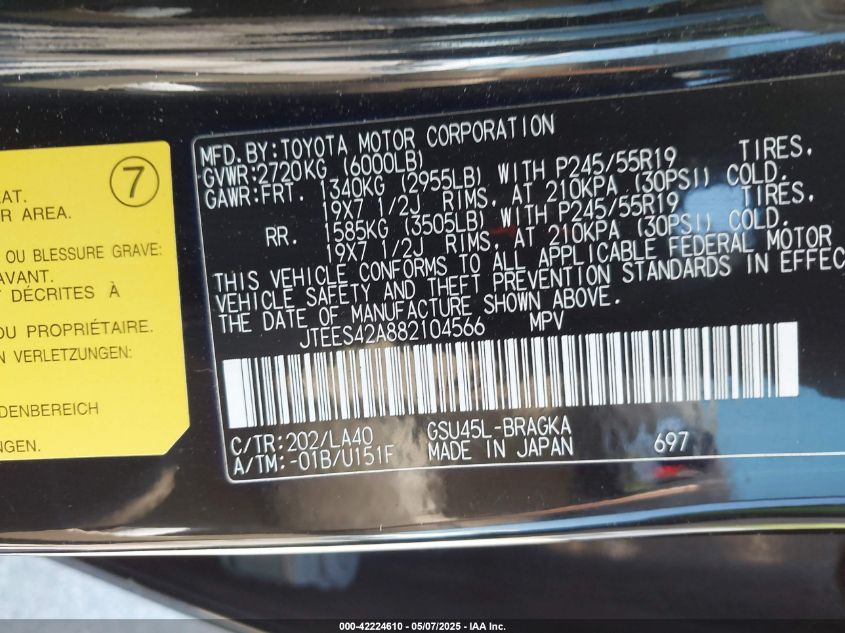 7
EAT.
R AREA.
OU BLESSURE GRAVE:
AVANT.
T DÉCRITES À
DU PROPRIÉTAIRE.
EN VERLETZUNGEN:
DENBEREICH
NGEN.
MFD.BY:TOYOTA MOTOR CORPORATION
GVWR:2720KG (6000LB)
GAWR:FRT. 1340KG (2955LB) WITH P245/55R19 TIRES,
19X7 1/2J RIMS, AT 210KPA (30PSI) COLD.
RR. 1585KG (3505LB) WITH P245/55R19 TIRES,
19X7 1/2J RIMS, AT 210KPA (30PSI) COLD.
THIS VEHICLE CONFORMS TO ALL APPLICABLE FEDERAL MOTOR
VEHICLE SAFETY AND THEFT PREVENTION STANDARDS IN EFFEC
THE DATE OF MANUFACTURE SHOWN ABOVE.
JTEES42A882104566 MPV
C/TR:202/LA40 GSU45L-BRAGKA
A/TM:-01B/U151F MADE IN JAPAN 697
000-42224610 — 05/07/2025 — IAA Inc.